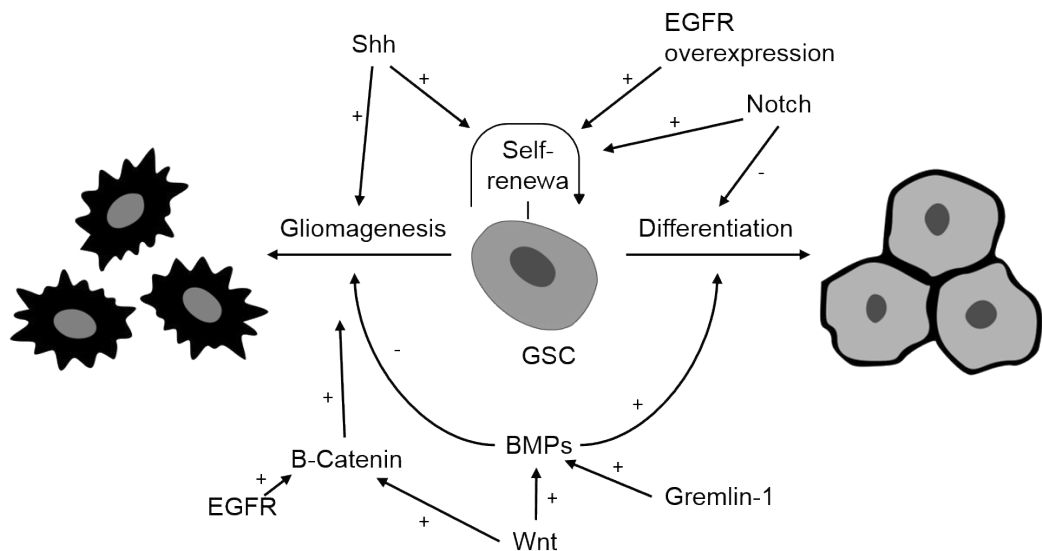 Shh
EGFR
overexpression
+
+
Notch
+
+
Self-
renewa
-
Gliomagenesis
Differentiation
GSC
-
+
+
BMPs
B-Catenin
+
+
EGFR
+
Gremlin-1
+
Wnt